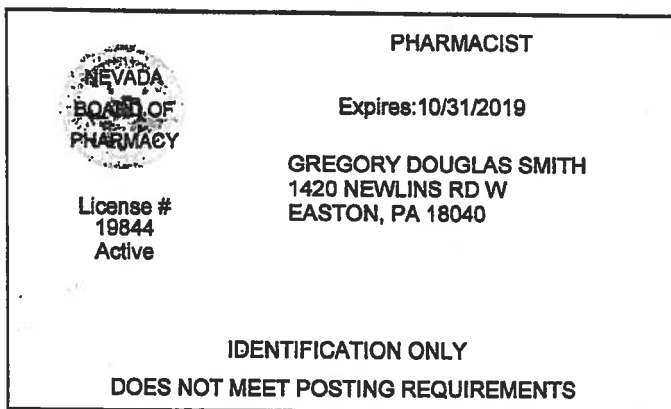 NEVADA
BOARD OF
PHARMACY
License #
19844
Active
PHARMACIST
Expires:10/31/2019
GREGORY DOUGLAS SMITH
1420 NEWLINS RD W
EASTON, PA 18040
IDENTIFICATION ONLY
DOES NOT MEET POSTING REQUIREMENTS